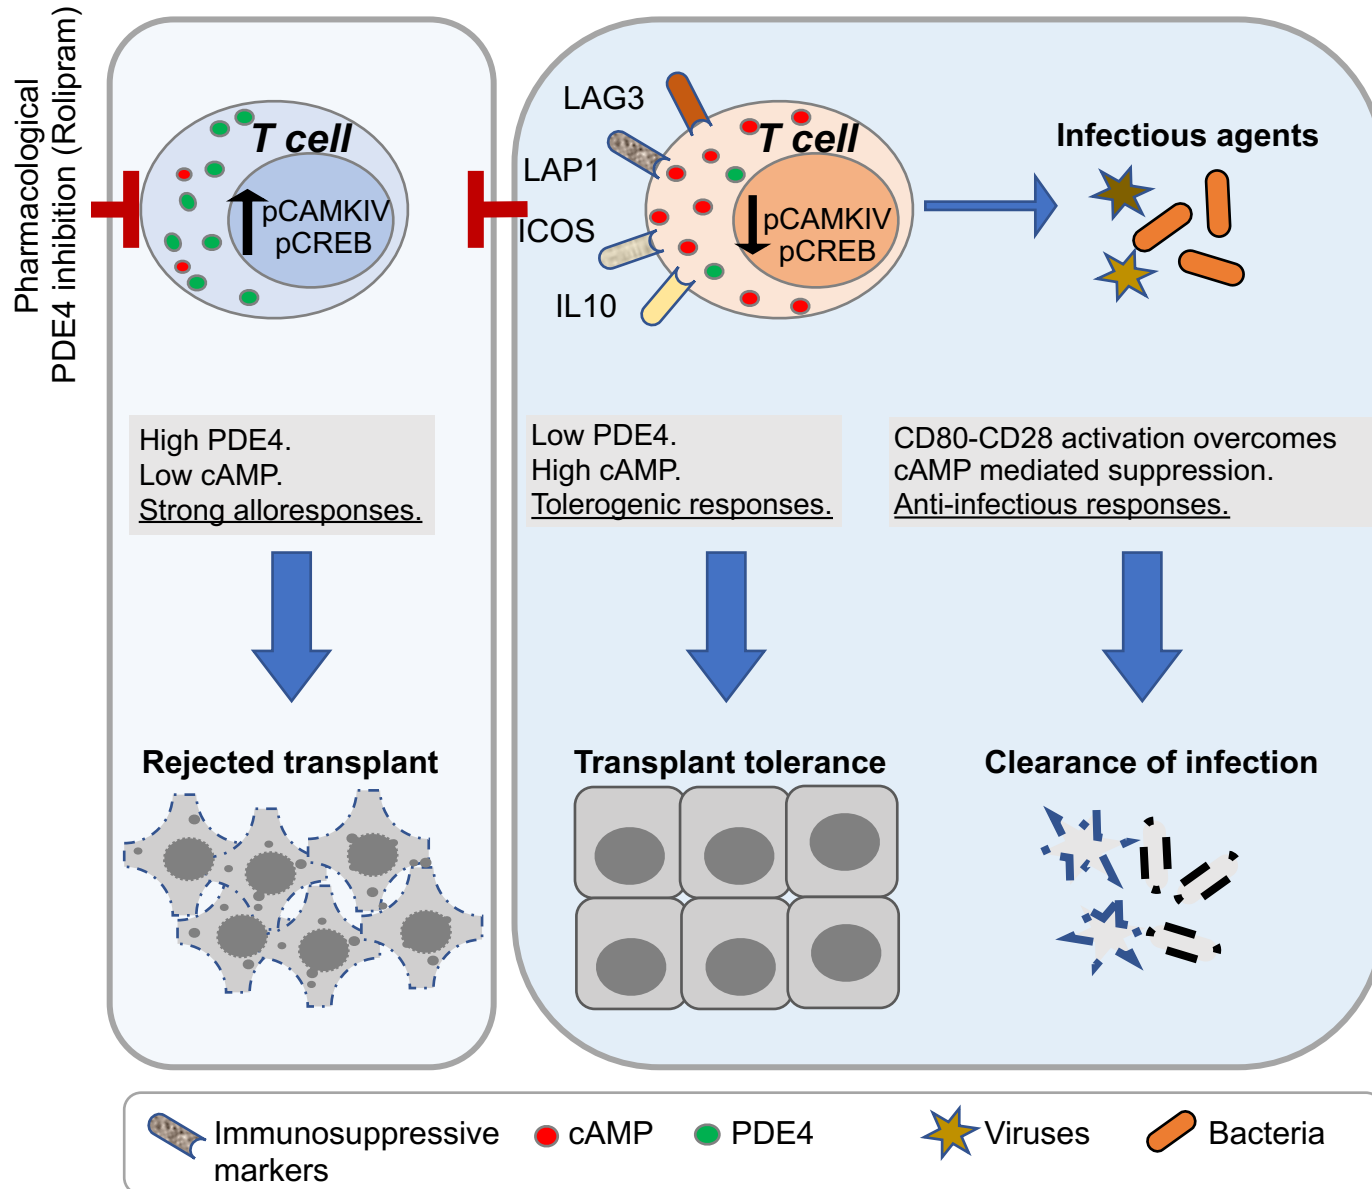 Pharmacological
PDE4 inhibition (Rolipram)
T cell
pCAMKIV
pCREB
High PDE4.
Low cAMP.
Strong alloresponses.
Rejected transplant
LAG3
LAP1
ICOS
IL10
T cell
pCAMKIV
pCREB
Low PDE4.
High cAMP.
Tolerogenic responses.
Transplant tolerance
Infectious agents
CD80-CD28 activation overcomes
cAMP mediated suppression.
Anti-infectious responses.
Clearance of infection
Immunosuppressive
markers
cAMP
PDE4
Viruses
Bacteria